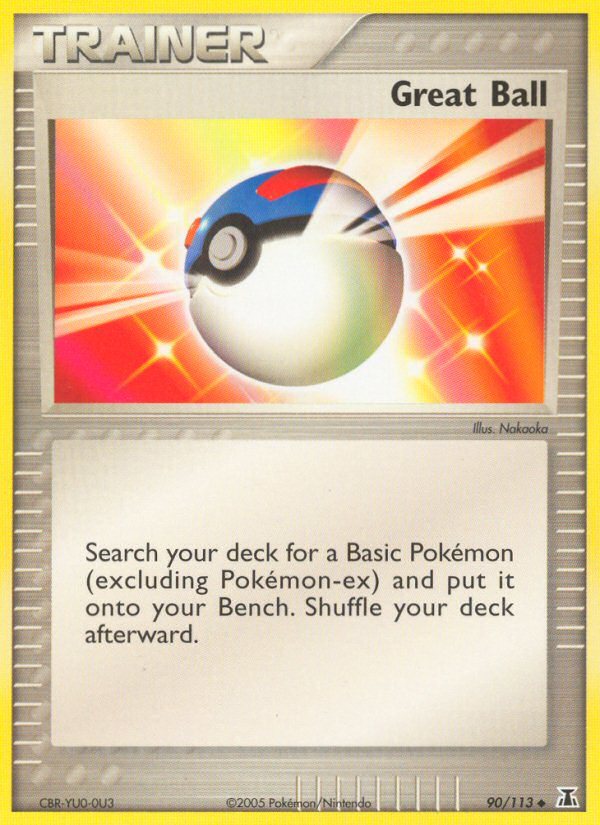 TRAINER
Great Ball
Illus. Nakaoka
Search your deck for a Basic Pokémon
(excluding Pokémon-ex) and put it
onto your Bench. Shuffle your deck
afterward.
CBR-YU0-0U3
©2005 Pokémon/Nintendo
90/113